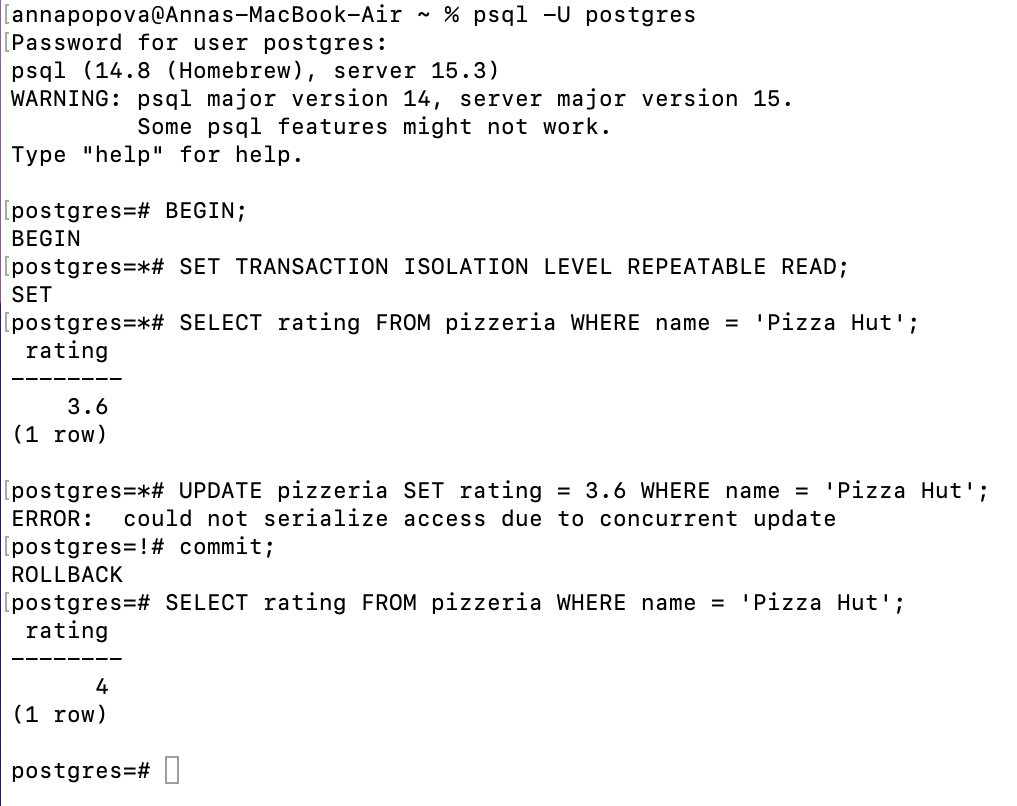 [annapopova@Annas-MacBook-Air ~ % psql -U postgres
[Password for user postgres:
psql (14.8 (Homebrew), server 15.3)
WARNING: psql major version 14, server major version 15.
         Some psql features might not work.
Type "help" for help.

[postgres=# BEGIN;
BEGIN
[postgres=*# SET TRANSACTION ISOLATION LEVEL REPEATABLE READ;
SET
[postgres=*# SELECT rating FROM pizzeria WHERE name = 'Pizza Hut';
 rating
--------
    3.6
(1 row)

[postgres=*# UPDATE pizzeria SET rating = 3.6 WHERE name = 'Pizza Hut';
ERROR:  could not serialize access due to concurrent update
[postgres=!# commit;
ROLLBACK
[postgres=# SELECT rating FROM pizzeria WHERE name = 'Pizza Hut';
 rating
--------
      4
(1 row)

postgres=#